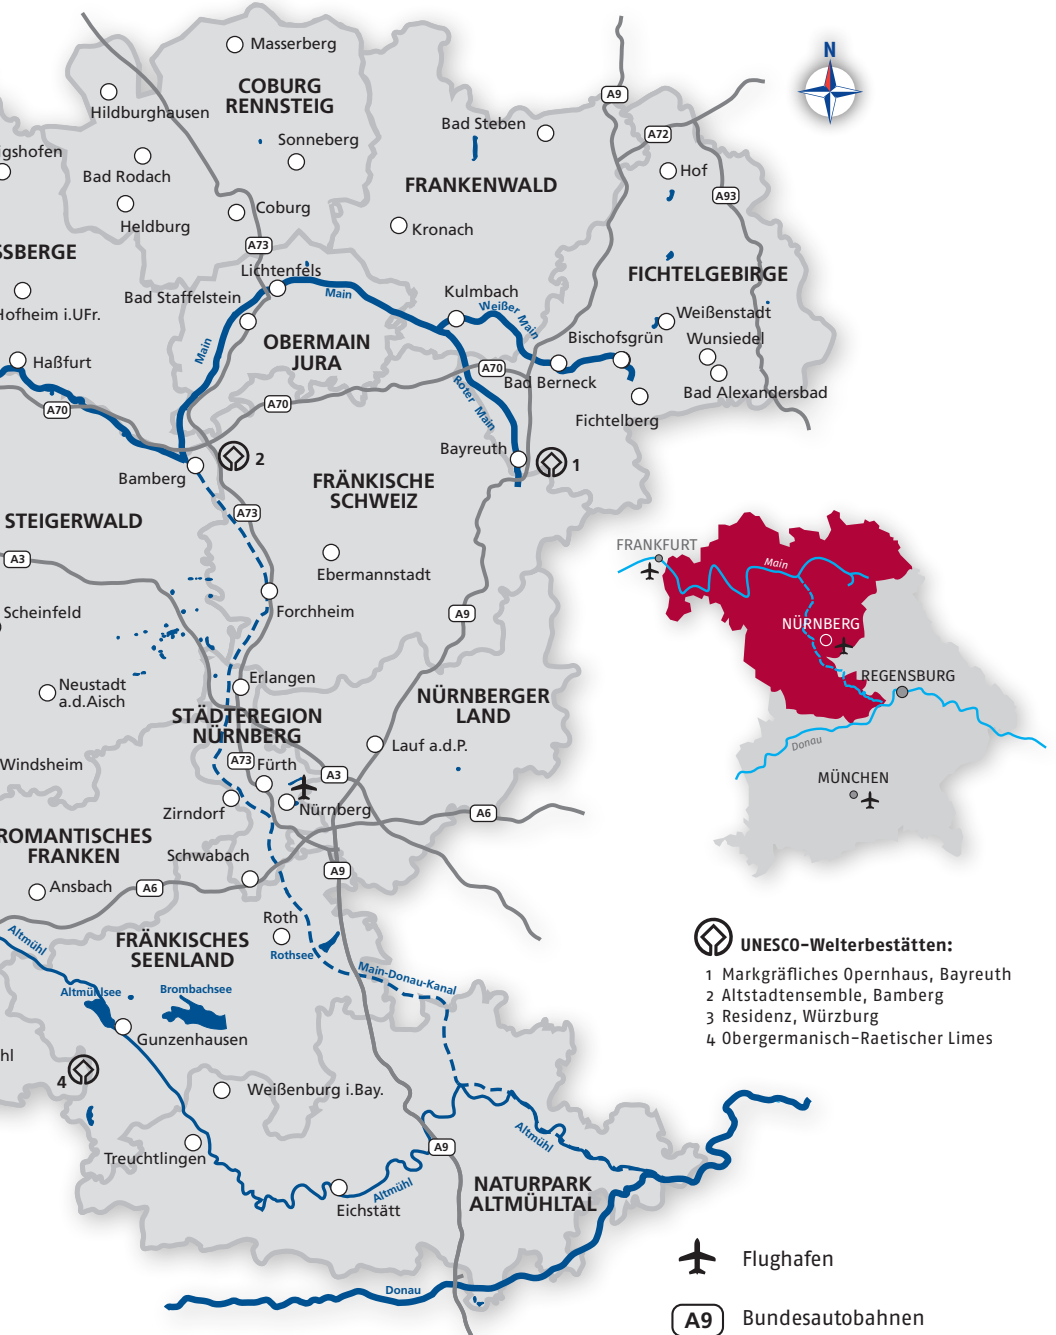 Masserberg
COBURG
RENNSTEIG
Hildburghausen
Sonneberg
Bad Steben
A9
A72
N
igshofen
Bad Rodach
Hof
FRANKENWALD
A93
Heldburg
Coburg
Kronach
A73
SSBERGE
Lichtenfels
FICHTELGEBIRGE
Main
Bad Staffelstein
Kulmbach
Weißer Main
Hofheim i.UFr.
Weißenstadt
OBERMAIN
JURA
Main
Bischofsgrün
Wunsiedel
Haßfurt
A70
Bad Berneck
Roter Main
Bad Alexandersbad
A70
A70
Fichtelberg
Bayreuth
1
2
Bamberg
FRÄNKISCHE
SCHWEIZ
A73
STEIGERWALD
A3
Ebermannstadt
Scheinfeld
Forchheim
A9
Erlangen
Neustadt
a.d.Aisch
NÜRNBERGER
LAND
STÄDTEREGION
NÜRNBERG
Lauf a.d.P.
Windsheim
A73
Fürth
A3
Zirndorf
Nürnberg
A6
ROMANTISCHES
FRANKEN
Schwabach
A9
Ansbach
A6
Roth
Altmühl
FRÄNKISCHES
SEENLAND
Rothsee
Main-Donau-Kanal
Altmühlsee
Brombachsee
Gunzenhausen
hl
4
Weißenburg i.Bay.
Treuchtlingen
Altmühl
A9
Altmühl
Eichstätt
NATURPARK
ALTMÜHLTAL
Donau
FRANKFURT
Main
NÜRNBERG
REGENSBURG
Donau
MÜNCHEN
UNESCO-Welterbestätten:
1 Markgräfliches Opernhaus, Bayreuth
2 Altstadtensemble, Bamberg
3 Residenz, Würzburg
4 Obergermanisch-Raetischer Limes
Flughafen
A9 Bundesautobahnen